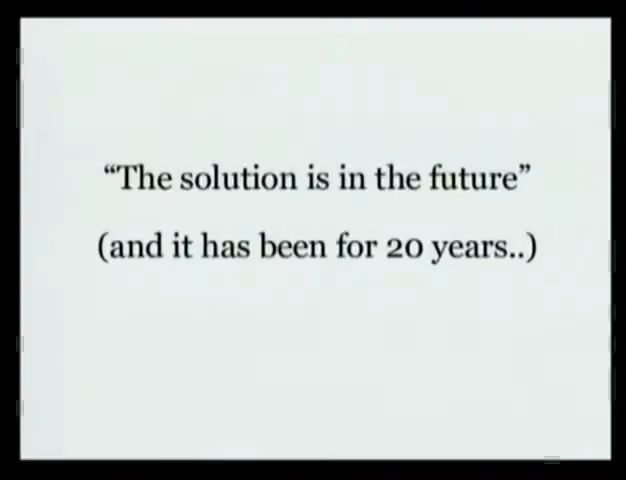 “The solution is in the future”
(and it has been for 20 years..)